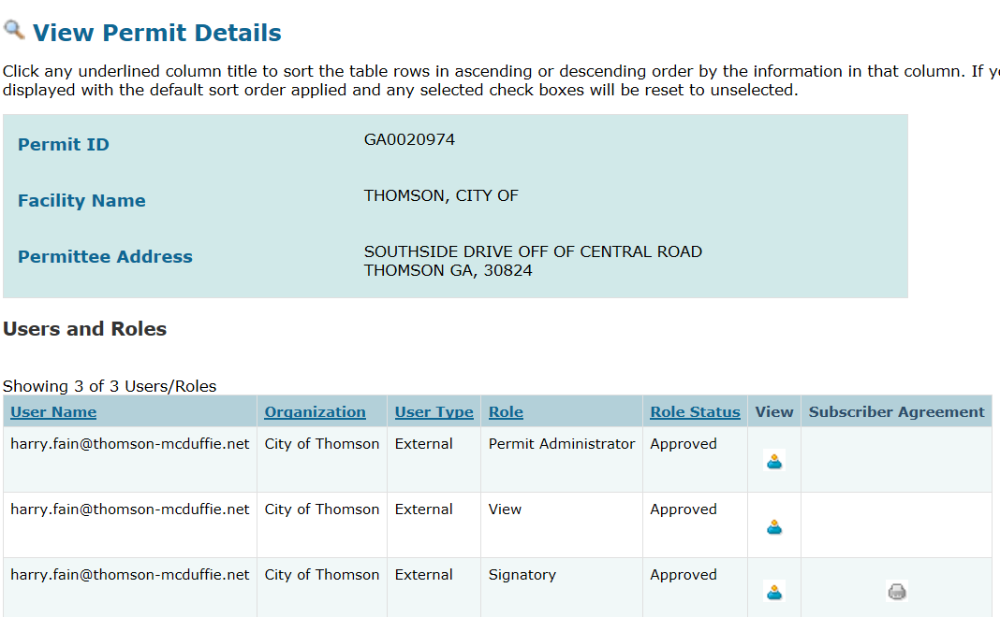 View Permit Details
Click any underlined column title to sort the table rows in ascending or descending order by the information in that column. If
displayed with the default sort order applied and any selected check boxes will be reset to unselected.
Permit ID GA0020974
Facility Name THOMSON, CITY OF
Permittee Address SOUTHSIDE DRIVE OFF OF CENTRAL ROAD
THOMSON GA, 30824
Users and Roles
Showing 3 of 3 Users/Roles
User Name Organization User Type Role Role Status View Subscriber Agreement
harry.fain@thomson-mcduffie.net City of Thomson External Permit Administrator Approved
harry.fain@thomson-mcduffie.net City of Thomson External View Approved
harry.fain@thomson-mcduffie.net City of Thomson External Signatory Approved